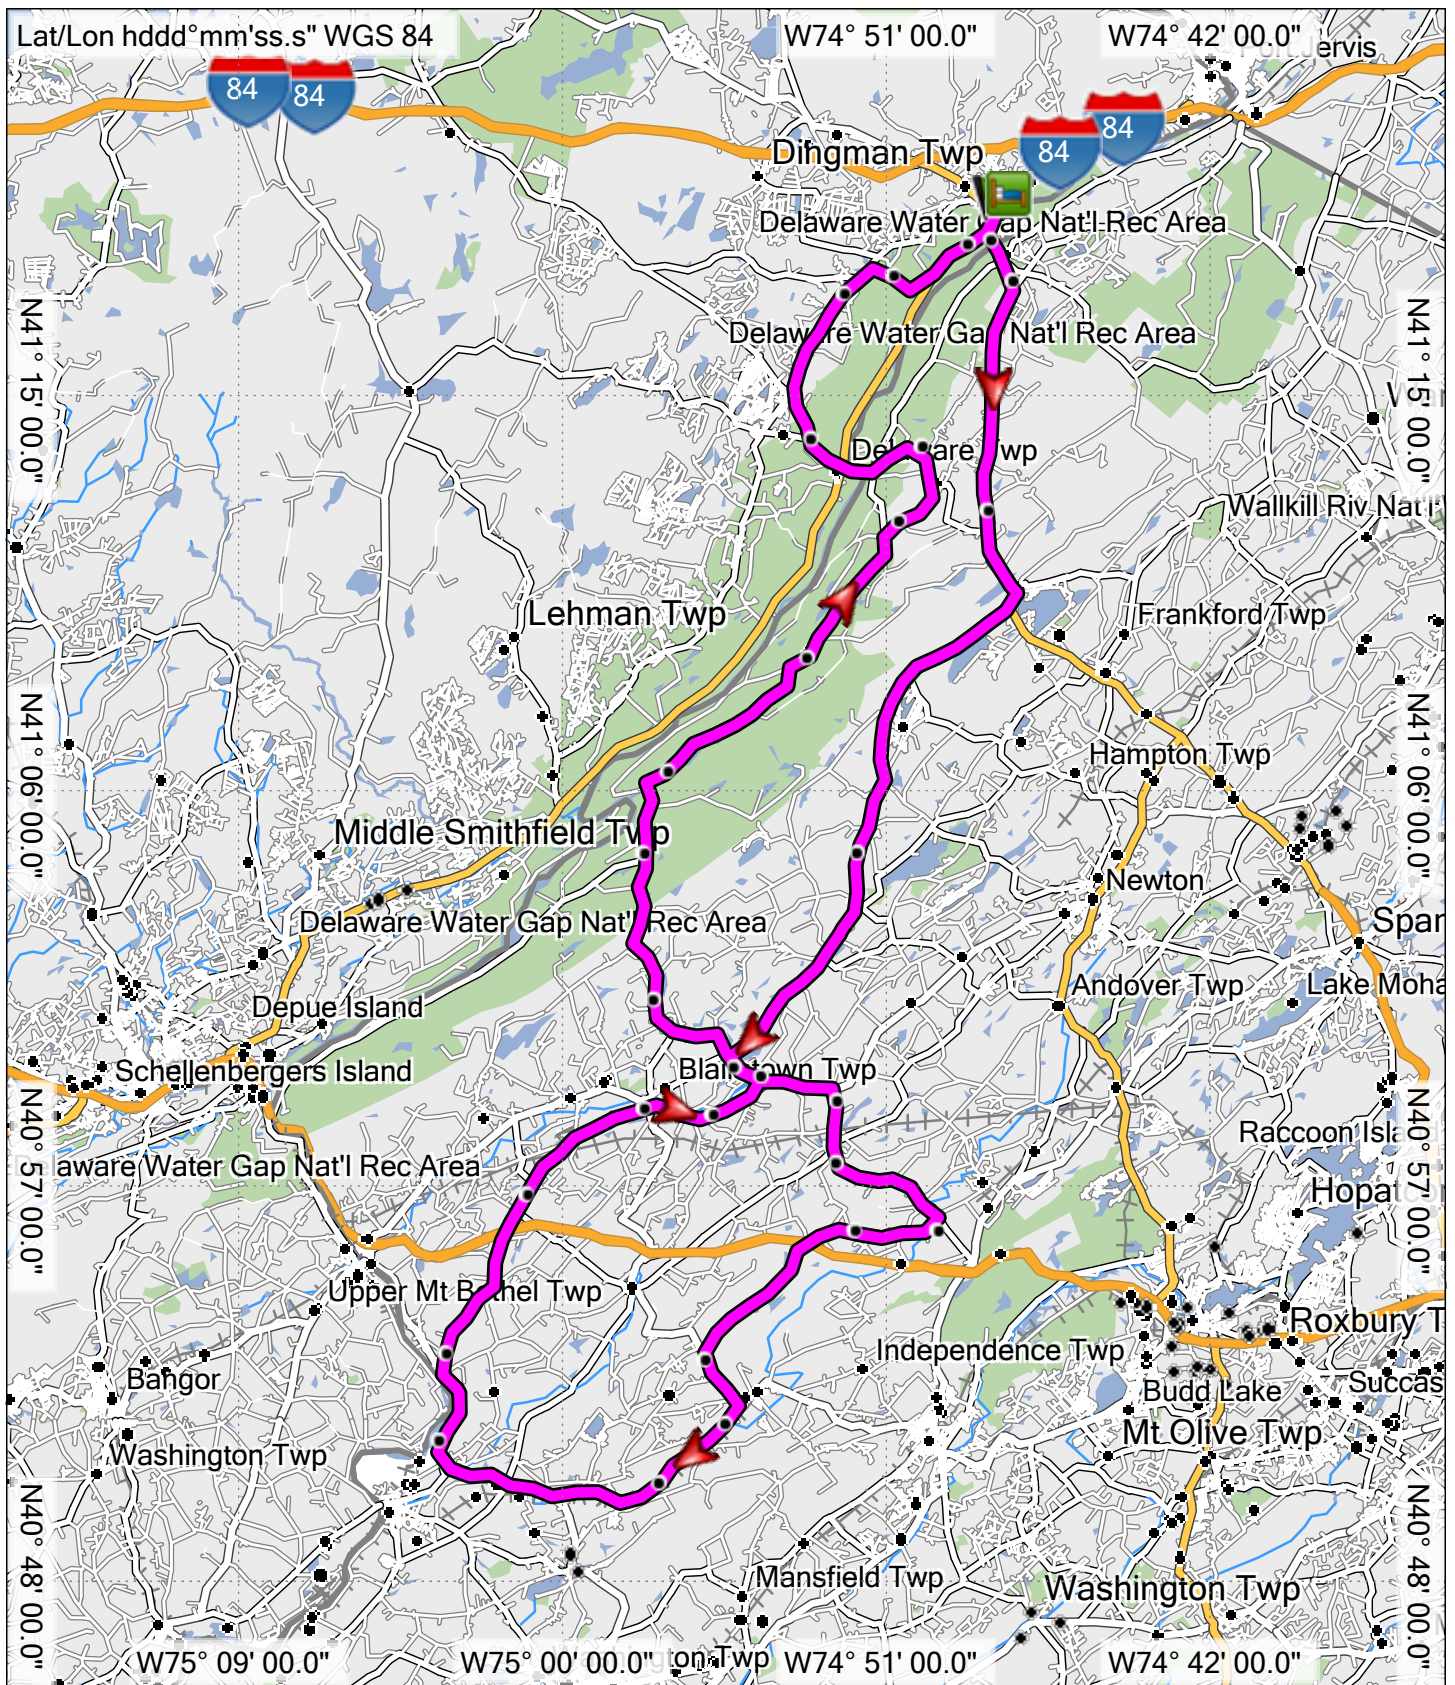 Lat/Lon hddd°mm'ss.s" WGS 84
W74° 51' 00.0"
W74° 42' 00.0"
Port Jervis
84
84
84
84
Dingman Twp
Delaware Water Gap Nat'l Rec Area
N41° 15' 00.0"
N41° 15' 00.0"
Delaware Water Gap Nat'l Rec Area
Delaware Twp
Wallkill Riv Nat'l
Lehman Twp
Frankford Twp
N41° 06' 00.0"
N41° 06' 00.0"
Hampton Twp
Middle Smithfield Twp
Newton
Delaware Water Gap Nat'l Rec Area
Spar
Andover Twp
Lake Moha
Depue Island
Schellenbergers Island
Blairstown Twp
N40° 57' 00.0"
N40° 57' 00.0"
Raccoon Isla
Delaware Water Gap Nat'l Rec Area
Hopatcon
Upper Mt Bethel Twp
Roxbury T
Independence Twp
Bangor
Budd Lake
Succas
Mt Olive Twp
Washington Twp
N40° 48' 00.0"
N40° 48' 00.0"
Mansfield Twp
Washington Twp
W75° 09' 00.0"
W75° 00' 00.0"
Washington Twp
W74° 51' 00.0"
W74° 42' 00.0"